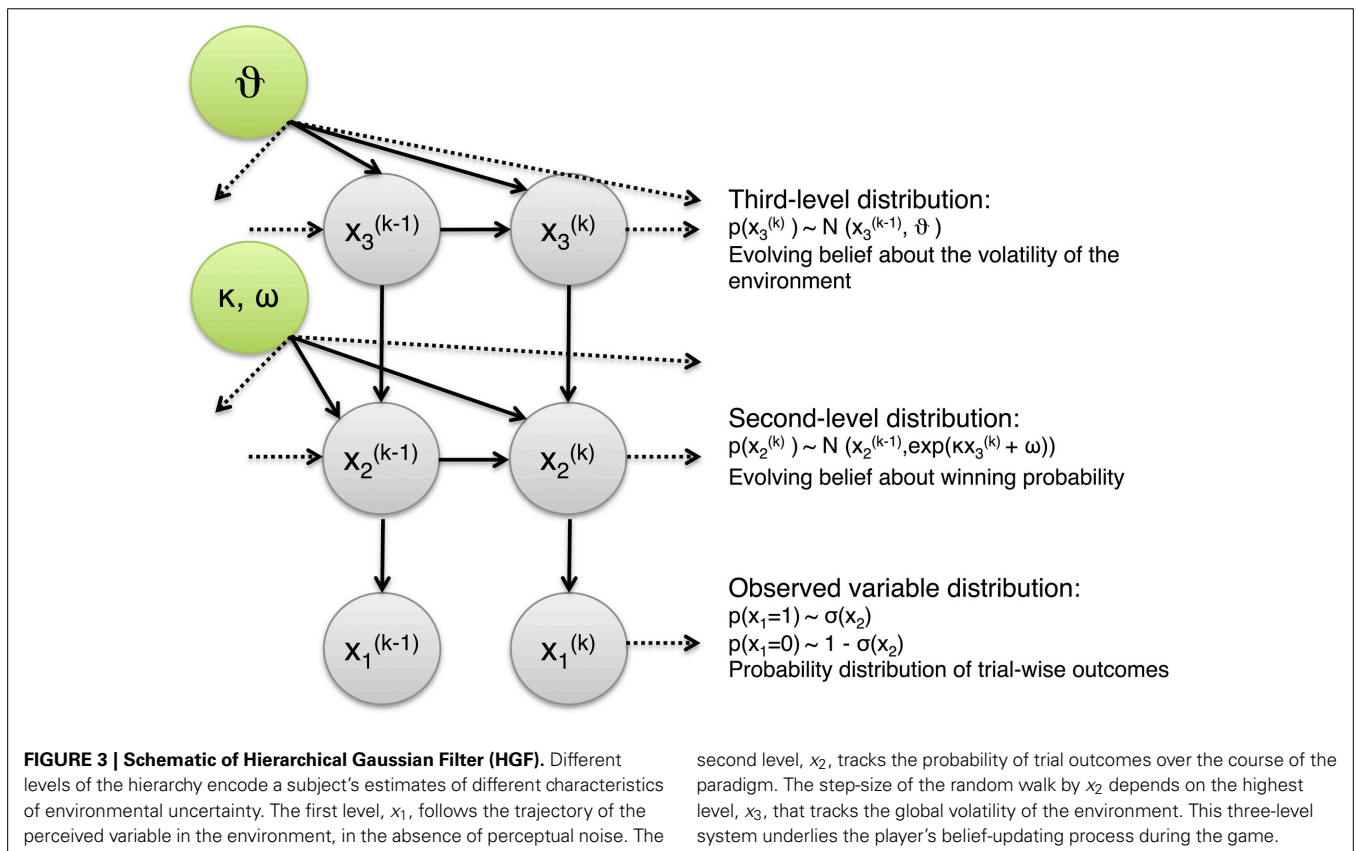 ϑ
x₃⁽ᵏ⁻¹⁾ x₃⁽ᵏ⁾
Third-level distribution:
p(x₃⁽ᵏ⁾ ) ~ N (x₃⁽ᵏ⁻¹⁾, ϑ )
Evolving belief about the volatility of the
environment
κ, ω
x₂⁽ᵏ⁻¹⁾ x₂⁽ᵏ⁾
Second-level distribution:
p(x₂⁽ᵏ⁾ ) ~ N (x₂⁽ᵏ⁻¹⁾,exp(κx₃⁽ᵏ⁾ + ω))
Evolving belief about winning probability
x₁⁽ᵏ⁻¹⁾ x₁⁽ᵏ⁾
Observed variable distribution:
p(x₁=1) ~ σ(x₂)
p(x₁=0) ~ 1 - σ(x₂)
Probability distribution of trial-wise outcomes
FIGURE 3 | Schematic of Hierarchical Gaussian Filter (HGF). Different
levels of the hierarchy encode a subject's estimates of different characteristics
of environmental uncertainty. The first level, x₁, follows the trajectory of the
perceived variable in the environment, in the absence of perceptual noise. The
second level, x₂, tracks the probability of trial outcomes over the course of the
paradigm. The step-size of the random walk by x₂ depends on the highest
level, x₃, that tracks the global volatility of the environment. This three-level
system underlies the player's belief-updating process during the game.